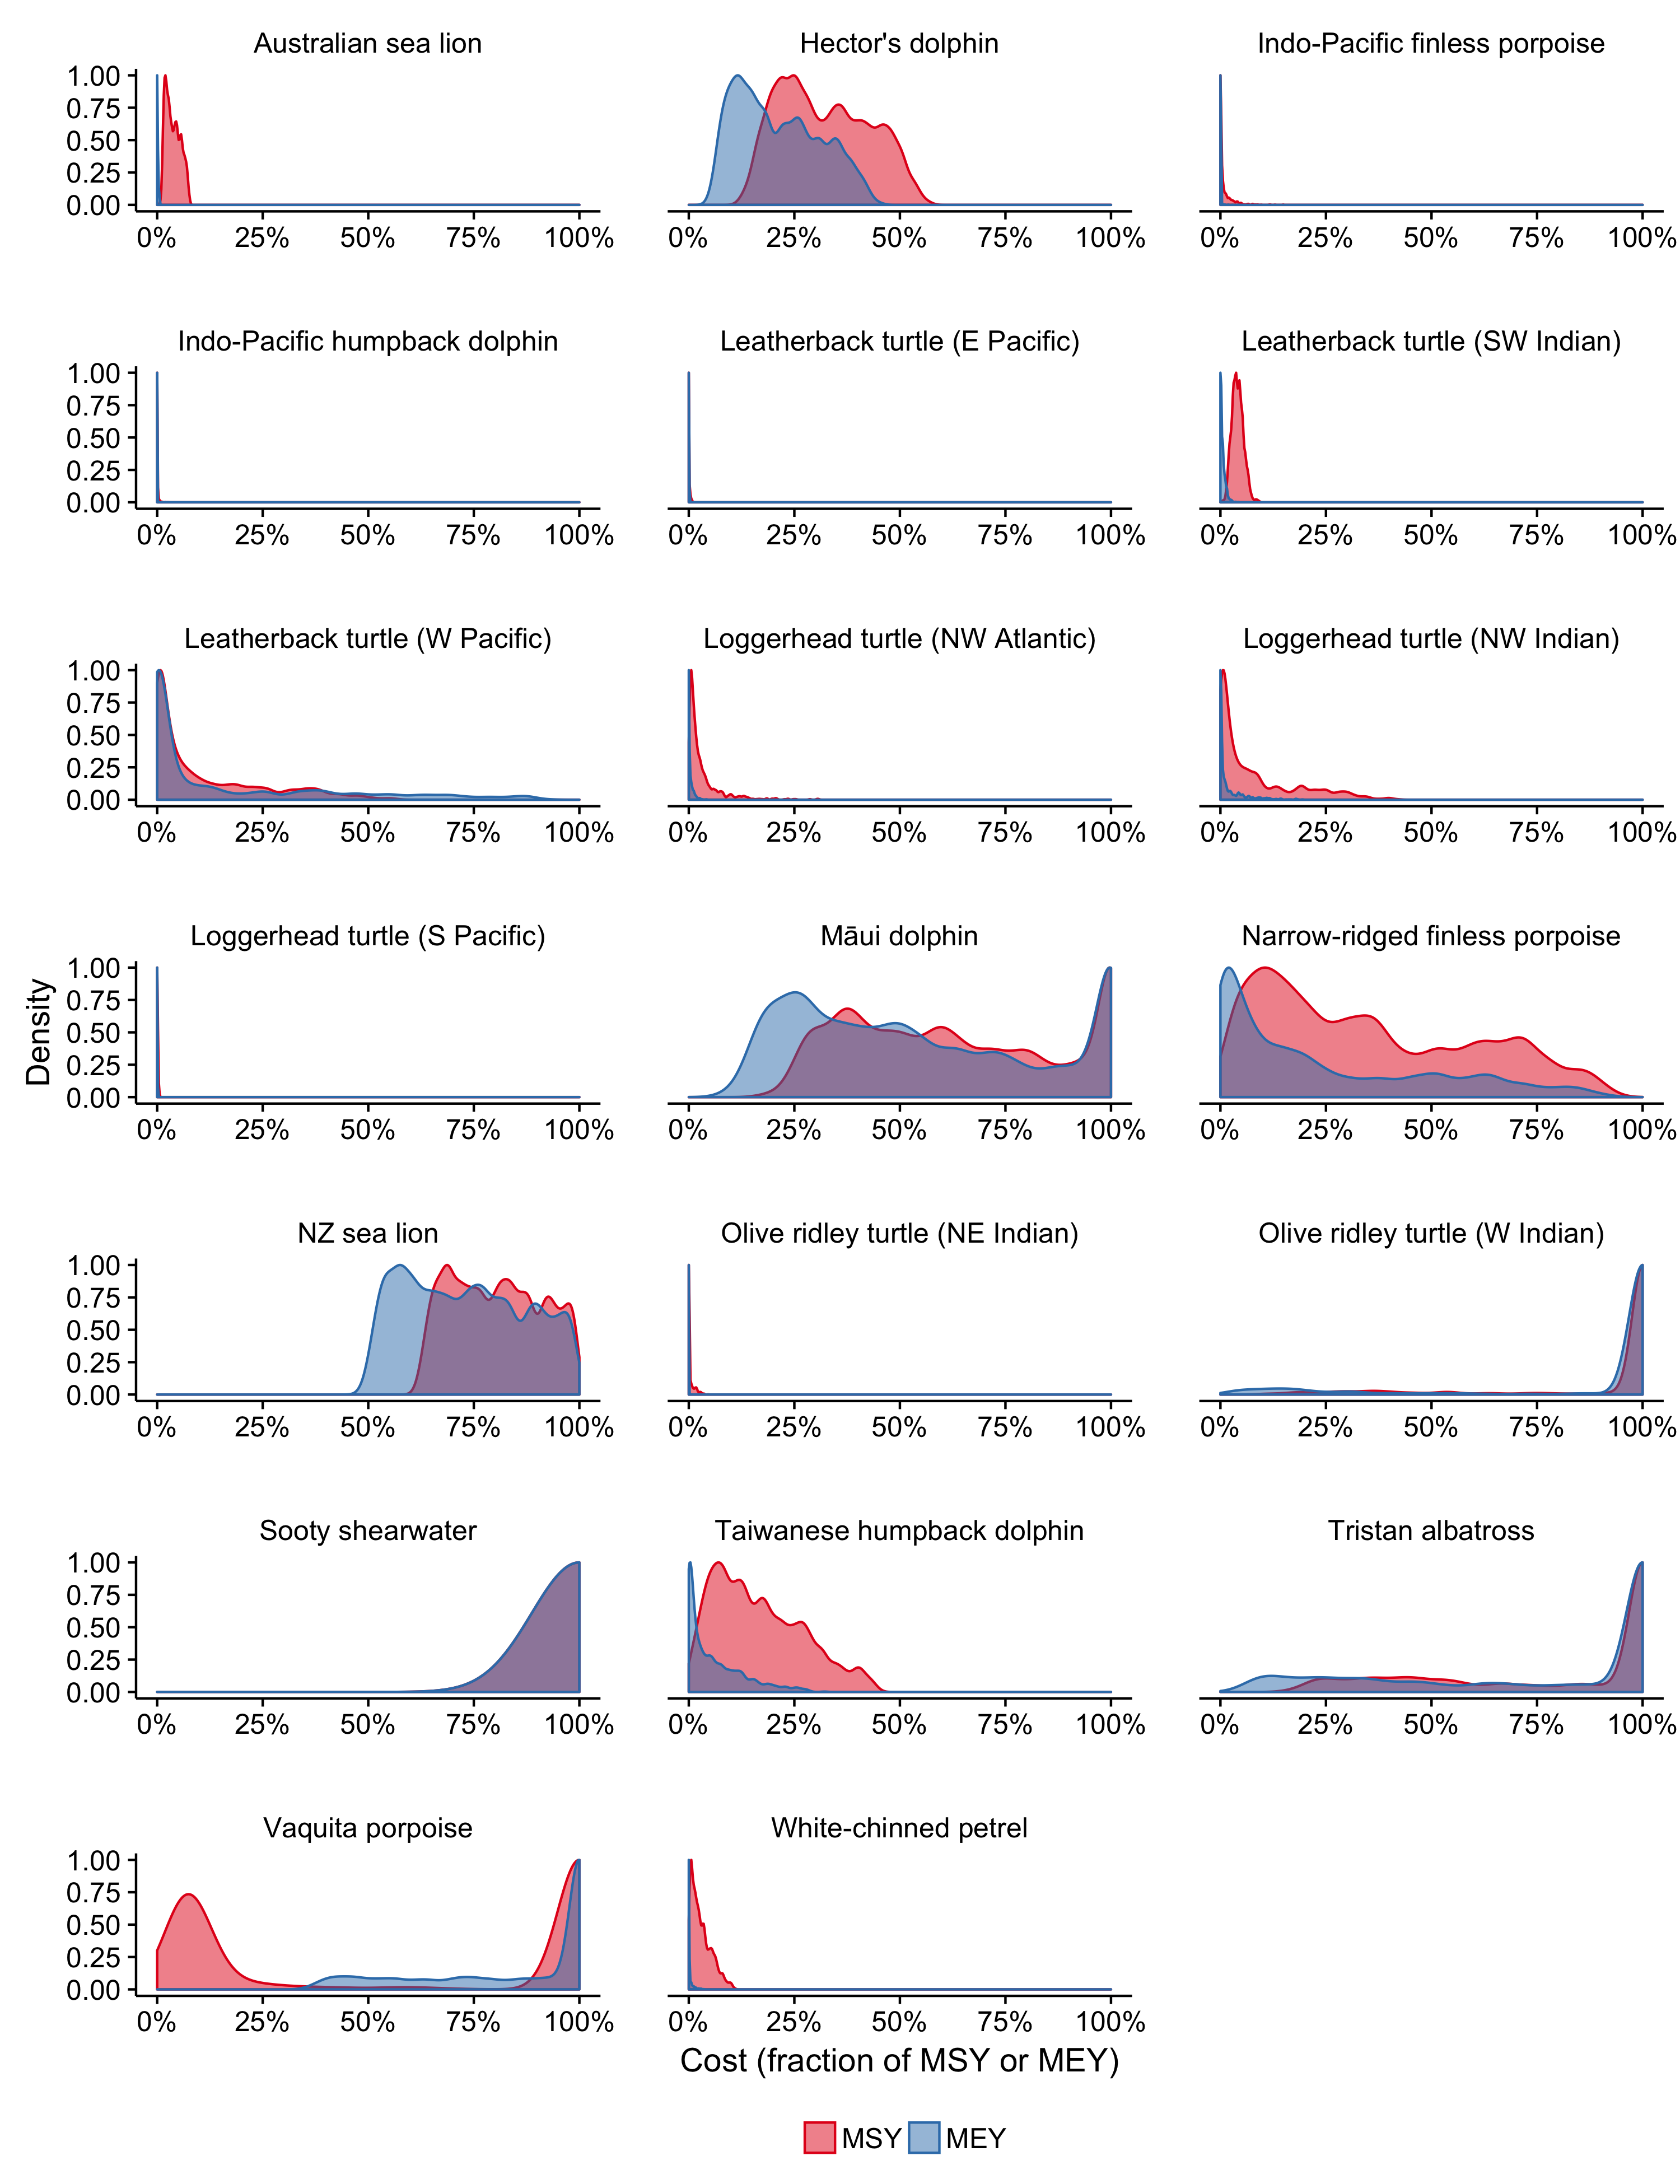 Australian sea lion
Hector's dolphin
Indo-Pacific finless porpoise
1.00
0.75
0.50
0.25
0.00
0% 25% 50% 75% 100%
0% 25% 50% 75% 100%
0% 25% 50% 75% 100%
Indo-Pacific humpback dolphin
Leatherback turtle (E Pacific)
Leatherback turtle (SW Indian)
1.00
0.75
0.50
0.25
0.00
0% 25% 50% 75% 100%
0% 25% 50% 75% 100%
0% 25% 50% 75% 100%
Leatherback turtle (W Pacific)
Loggerhead turtle (NW Atlantic)
Loggerhead turtle (NW Indian)
1.00
0.75
0.50
0.25
0.00
0% 25% 50% 75% 100%
0% 25% 50% 75% 100%
0% 25% 50% 75% 100%
Loggerhead turtle (S Pacific)
Māui dolphin
Narrow-ridged finless porpoise
Density
1.00
0.75
0.50
0.25
0.00
0% 25% 50% 75% 100%
0% 25% 50% 75% 100%
0% 25% 50% 75% 100%
NZ sea lion
Olive ridley turtle (NE Indian)
Olive ridley turtle (W Indian)
1.00
0.75
0.50
0.25
0.00
0% 25% 50% 75% 100%
0% 25% 50% 75% 100%
0% 25% 50% 75% 100%
Sooty shearwater
Taiwanese humpback dolphin
Tristan albatross
1.00
0.75
0.50
0.25
0.00
0% 25% 50% 75% 100%
0% 25% 50% 75% 100%
0% 25% 50% 75% 100%
Vaquita porpoise
White-chinned petrel
1.00
0.75
0.50
0.25
0.00
0% 25% 50% 75% 100%
0% 25% 50% 75% 100%
Cost (fraction of MSY or MEY)
MSY MEY